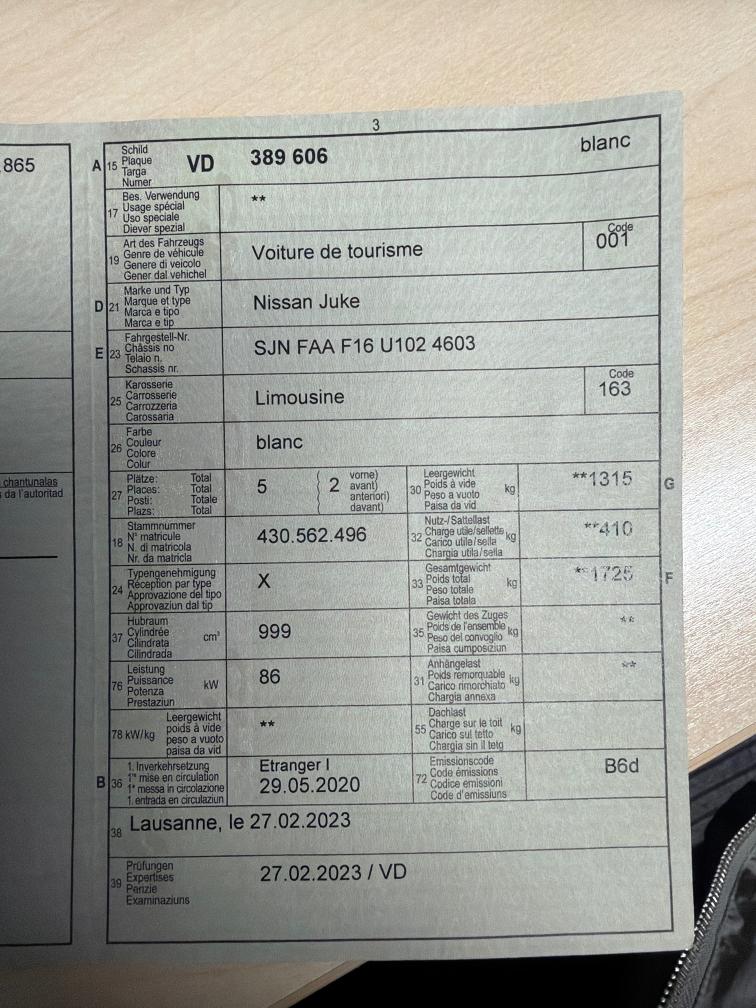 3
.865
A 15 Schild
Plaque
Targa
Numer
VD 389 606 blanc
17 Bes. Verwendung
Usage spécial
Uso speciale
Diever spezial
**
19 Art des Fahrzeugs
Genre de véhicule
Genere di veicolo
Gener dal vehichel
Voiture de tourisme
Code
001
D 21 Marke und Typ
Marque et type
Marca e tipo
Marca e tip
Nissan Juke
E 23 Fahrgestell-Nr.
Châssis no
Telaio n.
Schassis nr.
SJN FAA F16 U102 4603
25 Karosserie
Carrosserie
Carrozzeria
Carossaria
Limousine
Code
163
26 Farbe
Couleur
Colore
Colur
blanc
chantunalas
da l'autoritad
27 Plätze: Total
Places: Total
Posti: Totale
Plazs: Total
5 ( 2 vorne)
avant)
anteriori)
davant)
30 Leergewicht
Poids à vide
Peso a vuoto
Paisa da vid
kg
**1315 G
18 Stammnummer
N° matricule
N. di matricola
Nr. da matricla
430.562.496
32 Nutz-/Sattellast
Charge utile/sellette
Carico utile/sella
Chargia utila/sella
kg
**410
24 Typengenehmigung
Réception par type
Approvazione del tipo
Approvaziun dal tip
X
33 Gesamtgewicht
Poids total
Peso totale
Paisa totala
kg
**1725 F
37 Hubraum
Cylindrée
Cilindrata
Cilindrada
cm³
999
35 Gewicht des Zuges
Poids de l'ensemble
Peso del convoglio
Paisa cumposiziun
kg
**
76 Leistung
Puissance
Potenza
Prestaziun
kW
86
31 Anhängelast
Poids remorquable
Carico rimorchiato
Chargia annexa
kg
**
78 kW/kg Leergewicht
poids à vide
peso a vuoto
paisa da vid
**
55 Dachlast
Charge sur le toit
Carico sul tetto
Chargia sin il tetg
kg
B 36 1. Inverkehrsetzung
1re mise en circulation
1a messa in circolazione
1. entrada en circulaziun
Etranger I
29.05.2020
72 Emissionscode
Code émissions
Codice emissioni
Code d'emissiuns
B6d
38 Lausanne, le 27.02.2023
39 Prüfungen
Expertises
Perizie
Examinaziuns
27.02.2023 / VD